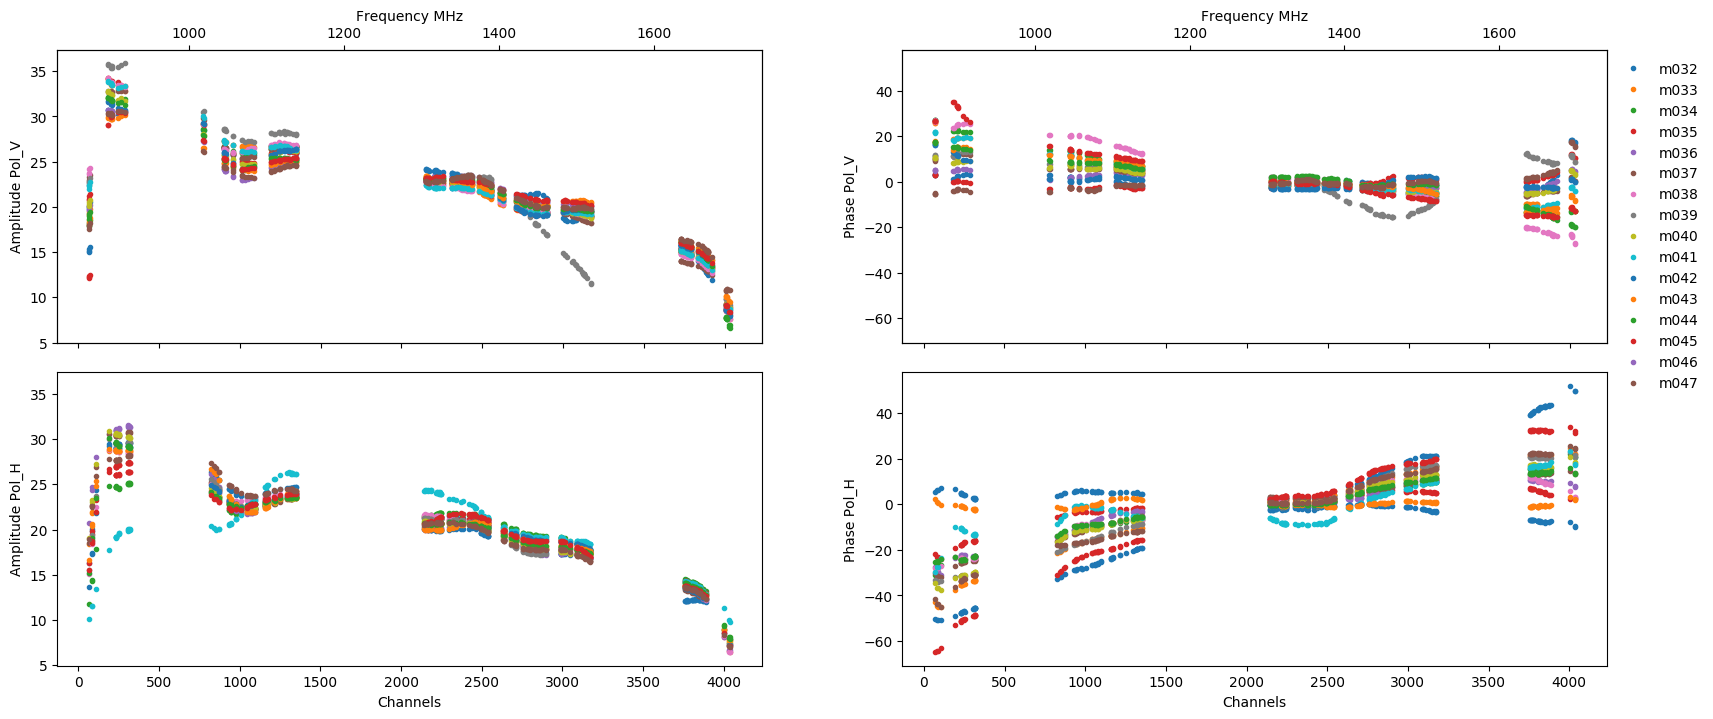 Frequency MHz
1000 1200 1400 1600
35
30
25
20
15
10
5
Amplitude Pol_V
Frequency MHz
1000 1200 1400 1600
40
20
0
−20
−40
−60
Phase Pol_V
m032
m033
m034
m035
m036
m037
m038
m039
m040
m041
m042
m043
m044
m045
m046
m047
35
30
25
20
15
10
5
Amplitude Pol_H
0 500 1000 1500 2000 2500 3000 3500 4000
Channels
40
20
0
−20
−40
−60
Phase Pol_H
0 500 1000 1500 2000 2500 3000 3500 4000
Channels